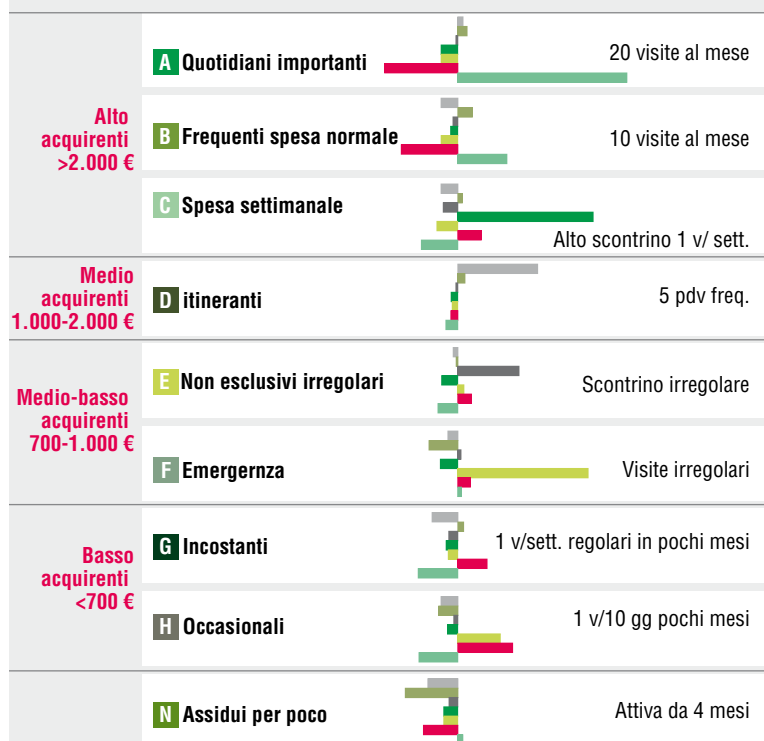 A Quotidiani importanti
20 visite al mese
Alto
acquirenti
>2.000 €
B Frequenti spesa normale
10 visite al mese
C Spesa settimanale
Alto scontrino 1 v/ sett.
Medio
acquirenti
1.000-2.000 €
D itineranti
5 pdv freq.
Medio-basso
acquirenti
700-1.000 €
E Non esclusivi irregolari
Scontrino irregolare
F Emergernza
Visite irregolari
Basso
acquirenti
<700 €
G Incostanti
1 v/sett. regolari in pochi mesi
H Occasionali
1 v/10 gg pochi mesi
N Assidui per poco
Attiva da 4 mesi